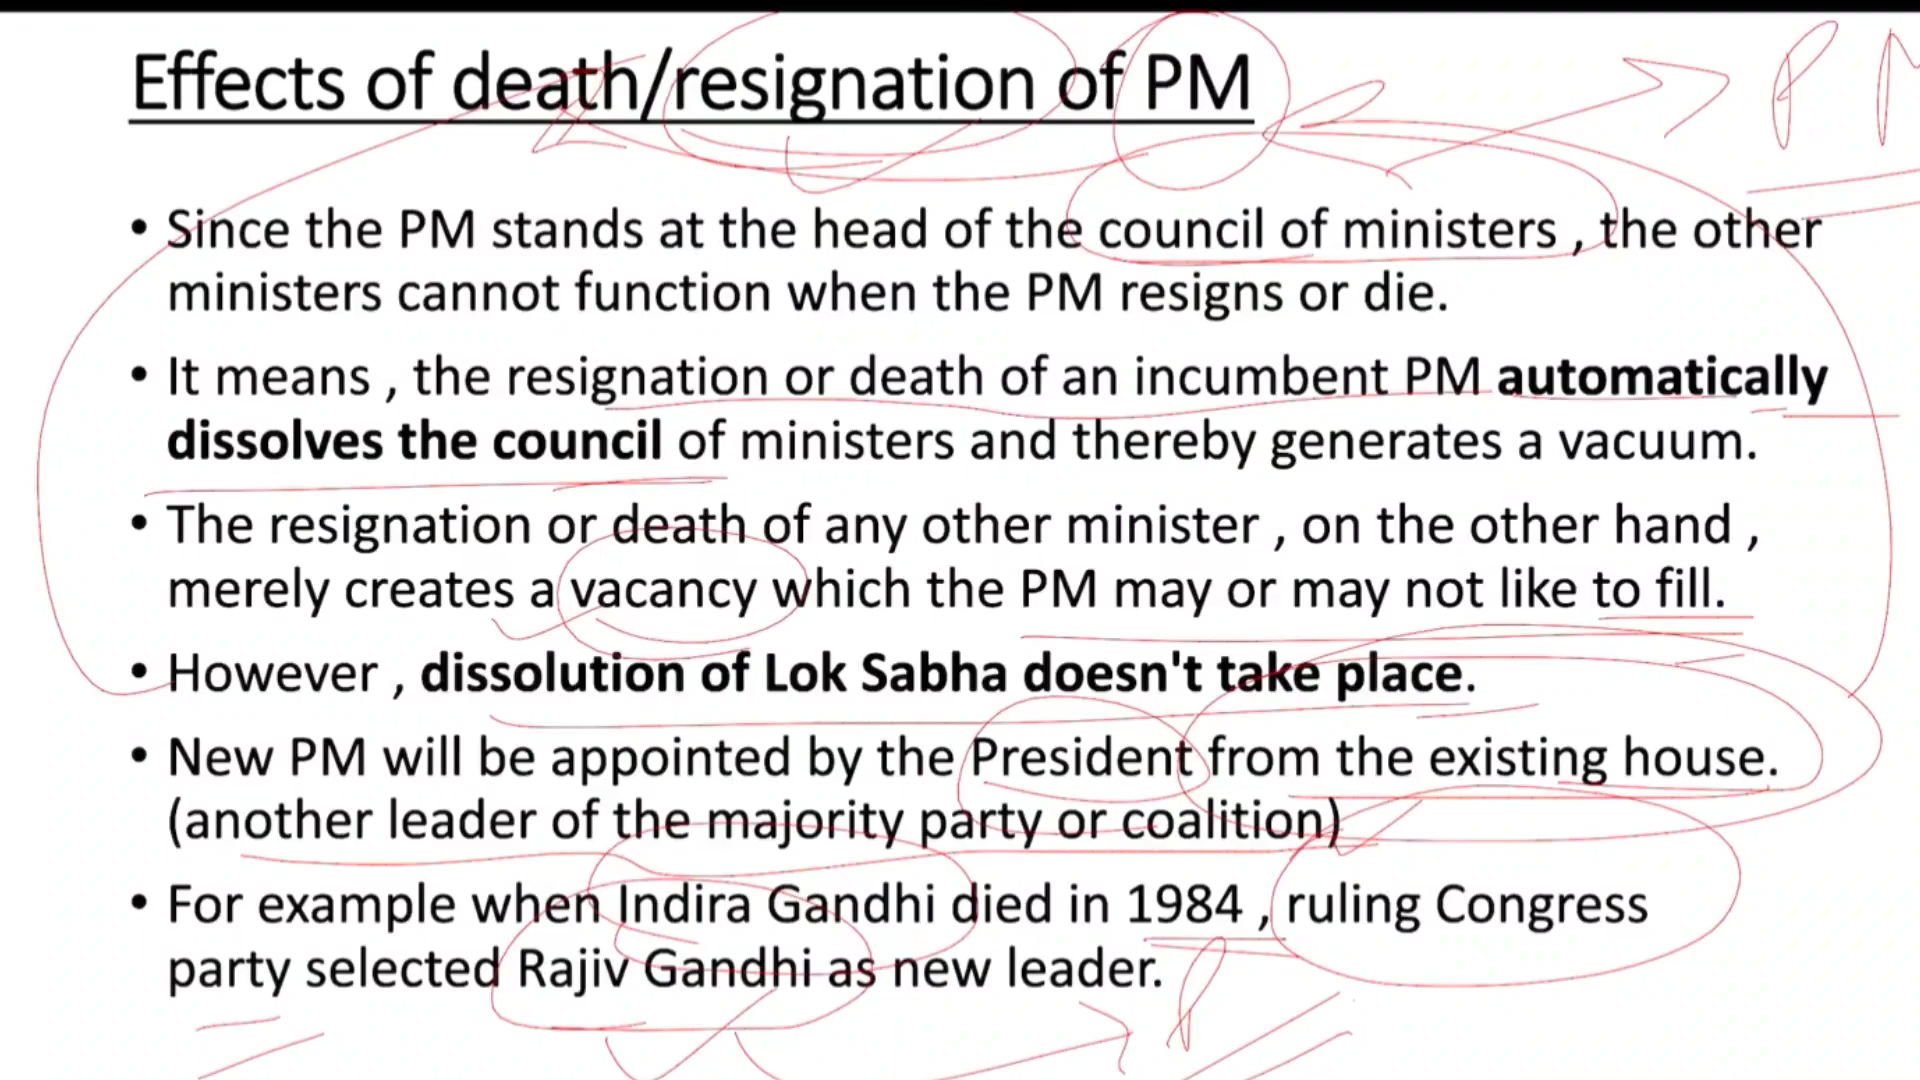 Effects of death/resignation of PM
P M
• Since the PM stands at the head of the council of ministers , the other
ministers cannot function when the PM resigns or die.
• It means , the resignation or death of an incumbent PM automatically
dissolves the council of ministers and thereby generates a vacuum.
• The resignation or death of any other minister , on the other hand ,
merely creates a vacancy which the PM may or may not like to fill.
• However , dissolution of Lok Sabha doesn't take place.
• New PM will be appointed by the President from the existing house.
(another leader of the majority party or coalition)
• For example when Indira Gandhi died in 1984 , ruling Congress
party selected Rajiv Gandhi as new leader.
P